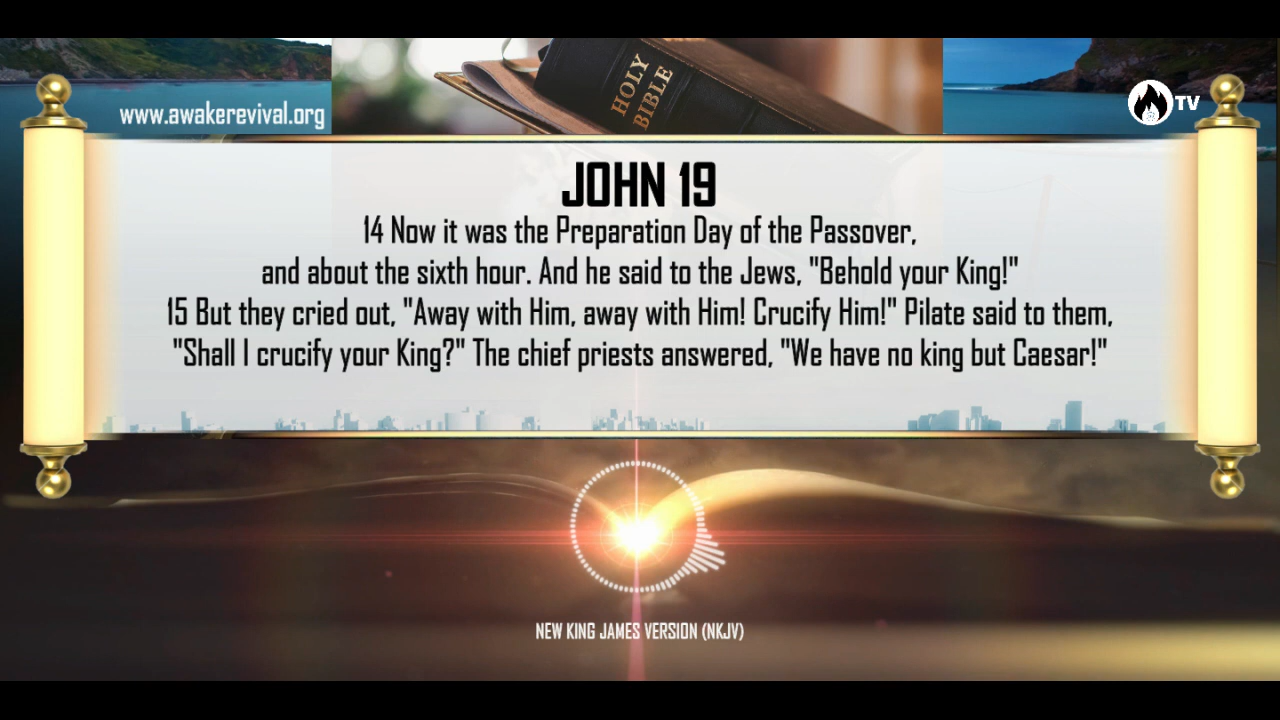 HOLY
BIBLE
www.awakerevival.org
TV
JOHN 19
14 Now it was the Preparation Day of the Passover,
and about the sixth hour. And he said to the Jews, "Behold your King!"
15 But they cried out, "Away with Him, away with Him! Crucify Him!" Pilate said to them,
"Shall I crucify your King?" The chief priests answered, "We have no king but Caesar!"
NEW KING JAMES VERSION (NKJV)